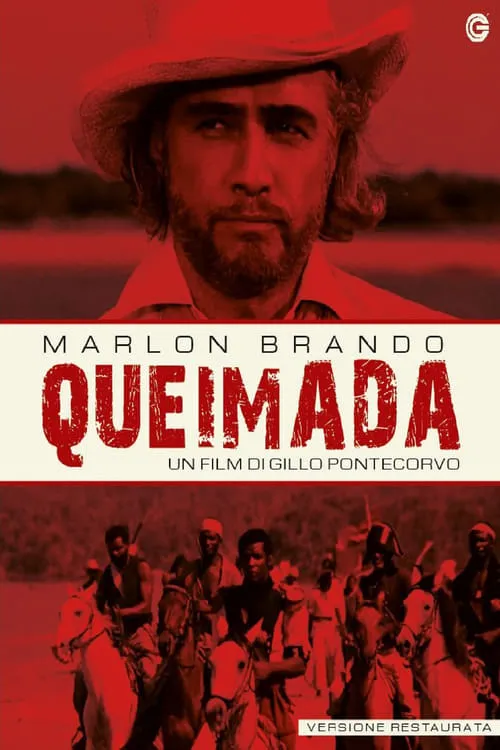 MARLON BRANDO
QUEIMADA
UN FILM DI GILLO PONTECORVO
VERSIONE RESTAURATA